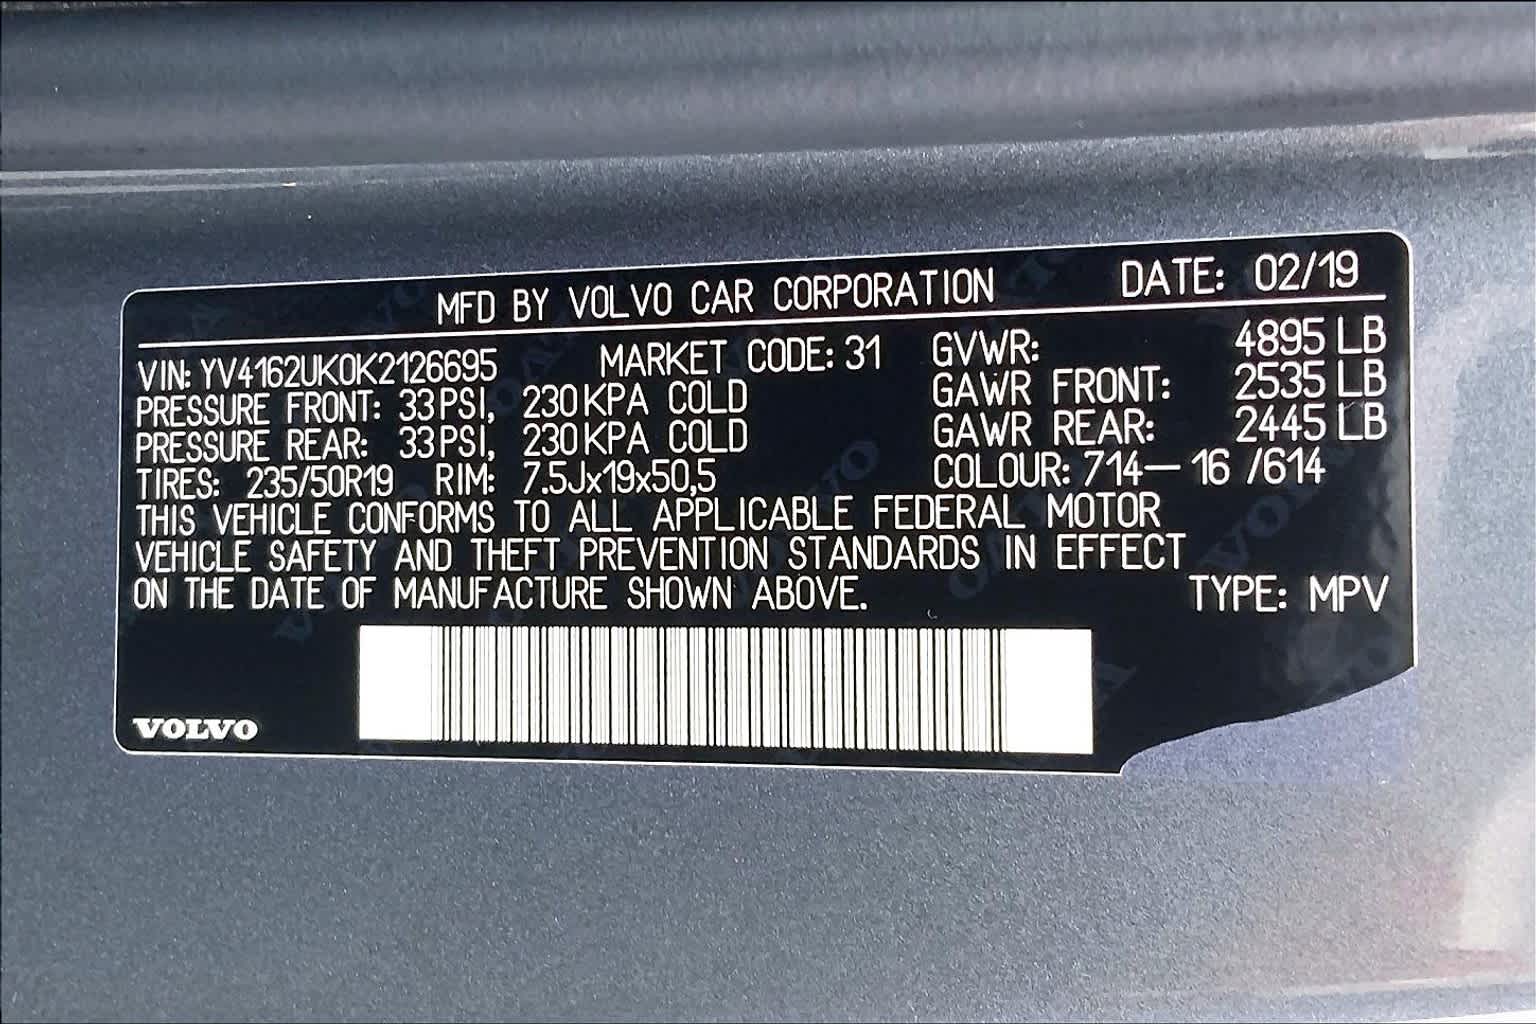 MFD BY VOLVO CAR CORPORATION DATE: 02/19
VIN: YV4162UK0K2126695 MARKET CODE: 31 GVWR: 4895 LB
PRESSURE FRONT: 33 PSI, 230 KPA COLD GAWR FRONT: 2535 LB
PRESSURE REAR: 33 PSI, 230 KPA COLD GAWR REAR: 2445 LB
TIRES: 235/50R19 RIM: 7.5Jx19x50,5 COLOUR: 714–16 /614
THIS VEHICLE CONFORMS TO ALL APPLICABLE FEDERAL MOTOR
VEHICLE SAFETY AND THEFT PREVENTION STANDARDS IN EFFECT
ON THE DATE OF MANUFACTURE SHOWN ABOVE. TYPE: MPV
VOLVO